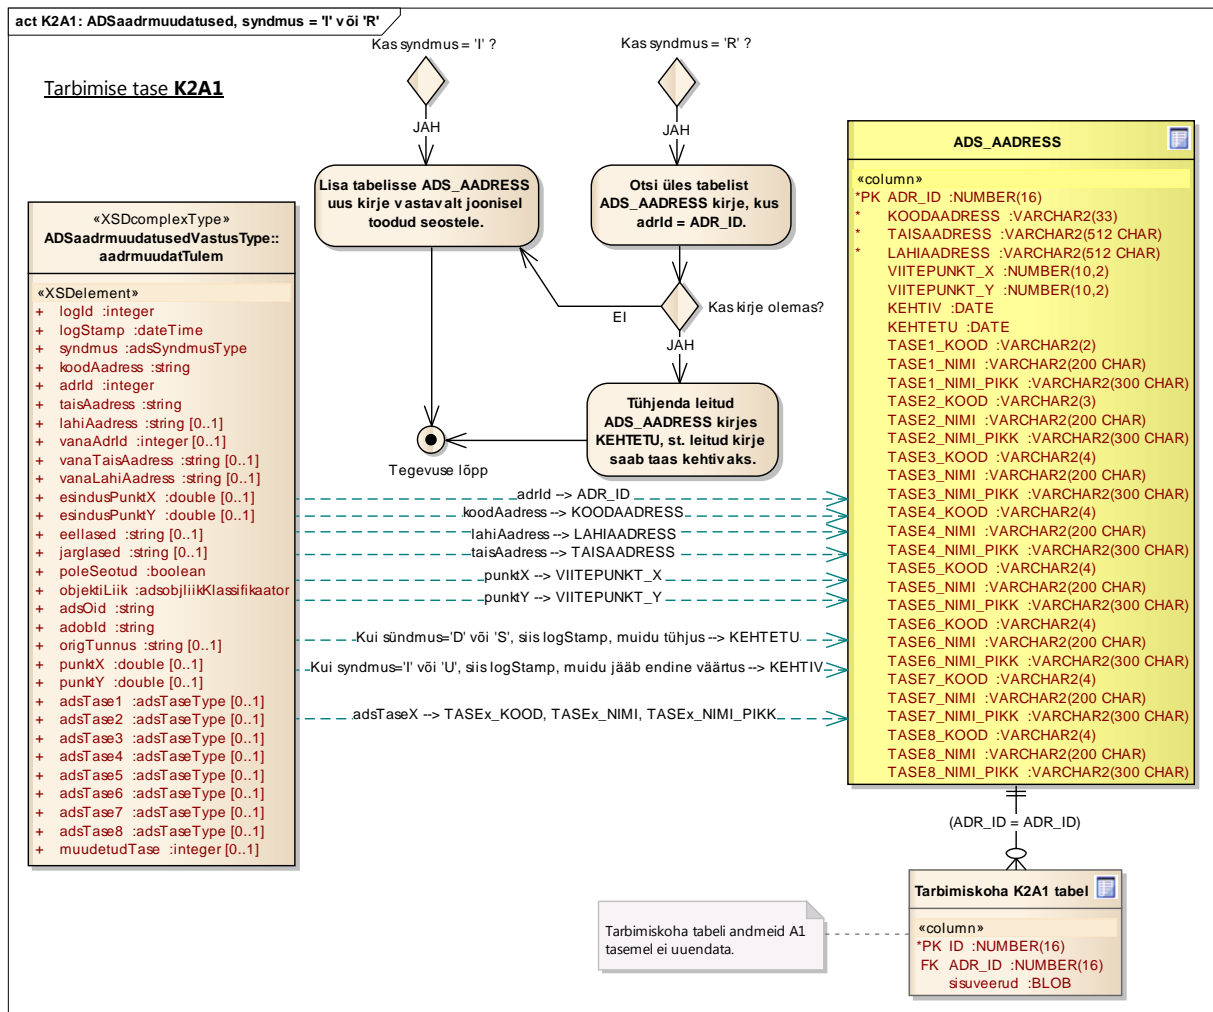 act K2A1: ADSaadrmuudatused, syndmus = 'I' või 'R'
Tarbimise tase K2A1
Kas syndmus = 'I' ?
JAH
Lisa tabelisse ADS_AADRESS
uus kirje vastavalt joonisel
toodud seostele.
Kas syndmus = 'R' ?
JAH
Otsi üles tabelist
ADS_AADRESS kirje, kus
adrId = ADR_ID.
Kas kirje olemas?
EI
JAH
Tühjenda leitud
ADS_AADRESS kirjes
KEHTETU, st. leitud kirje
saab taas kehtivaks.
Tegevuse lõpp
«XSDcomplexType»
ADSaadrmuudatusedVastusType::
aadrmuudatTulem
«XSDelement»
+ logId :integer
+ logStamp :dateTime
+ syndmus :adsSyndmusType
+ koodAadress :string
+ adrId :integer
+ taisAadress :string
+ lahiAadress :string [0..1]
+ vanaAdrId :integer [0..1]
+ vanaTaisAadress :string [0..1]
+ vanaLahiAadress :string [0..1]
+ esindusPunktX :double [0..1]
+ esindusPunktY :double [0..1]
+ eellased :string [0..1]
+ jarglased :string [0..1]
+ poleSeotud :boolean
+ objektiLiik :adsobjliikKlassifikaator
+ adsOid :string
+ adobId :string
+ origTunnus :string [0..1]
+ punktX :double [0..1]
+ punktY :double [0..1]
+ adsTase1 :adsTaseType [0..1]
+ adsTase2 :adsTaseType [0..1]
+ adsTase3 :adsTaseType [0..1]
+ adsTase4 :adsTaseType [0..1]
+ adsTase5 :adsTaseType [0..1]
+ adsTase6 :adsTaseType [0..1]
+ adsTase7 :adsTaseType [0..1]
+ adsTase8 :adsTaseType [0..1]
+ muudetudTase :integer [0..1]
adrId --> ADR_ID
koodAadress --> KOODAADRESS
lahiAadress --> LAHIAADRESS
taisAadress --> TAISAADRESS
punktX --> VIITEPUNKT_X
punktY --> VIITEPUNKT_Y
Kui sündmus='D' või 'S', siis logStamp, muidu tühjus --> KEHTETU
Kui syndmus='I' või 'U', siis logStamp, muidu jääb endine väärtus --> KEHTIV
adsTaseX --> TASEx_KOOD, TASEx_NIMI, TASEx_NIMI_PIKK
ADS_AADRESS
«column»
*PK ADR_ID :NUMBER(16)
* KOODAADRESS :VARCHAR2(33)
* TAISAADRESS :VARCHAR2(512 CHAR)
* LAHIAADRESS :VARCHAR2(512 CHAR)
VIITEPUNKT_X :NUMBER(10,2)
VIITEPUNKT_Y :NUMBER(10,2)
KEHTIV :DATE
KEHTETU :DATE
TASE1_KOOD :VARCHAR2(2)
TASE1_NIMI :VARCHAR2(200 CHAR)
TASE1_NIMI_PIKK :VARCHAR2(300 CHAR)
TASE2_KOOD :VARCHAR2(3)
TASE2_NIMI :VARCHAR2(200 CHAR)
TASE2_NIMI_PIKK :VARCHAR2(300 CHAR)
TASE3_KOOD :VARCHAR2(4)
TASE3_NIMI :VARCHAR2(200 CHAR)
TASE3_NIMI_PIKK :VARCHAR2(300 CHAR)
TASE4_KOOD :VARCHAR2(4)
TASE4_NIMI :VARCHAR2(200 CHAR)
TASE4_NIMI_PIKK :VARCHAR2(300 CHAR)
TASE5_KOOD :VARCHAR2(4)
TASE5_NIMI :VARCHAR2(200 CHAR)
TASE5_NIMI_PIKK :VARCHAR2(300 CHAR)
TASE6_KOOD :VARCHAR2(4)
TASE6_NIMI :VARCHAR2(200 CHAR)
TASE6_NIMI_PIKK :VARCHAR2(300 CHAR)
TASE7_KOOD :VARCHAR2(4)
TASE7_NIMI :VARCHAR2(200 CHAR)
TASE7_NIMI_PIKK :VARCHAR2(300 CHAR)
TASE8_KOOD :VARCHAR2(4)
TASE8_NIMI :VARCHAR2(200 CHAR)
TASE8_NIMI_PIKK :VARCHAR2(300 CHAR)
(ADR_ID = ADR_ID)
Tarbimiskoha K2A1 tabel
«column»
*PK ID :NUMBER(16)
FK ADR_ID :NUMBER(16)
sisuveerud :BLOB
Tarbimiskoha tabeli andmeid A1
tasemel ei uuendata.